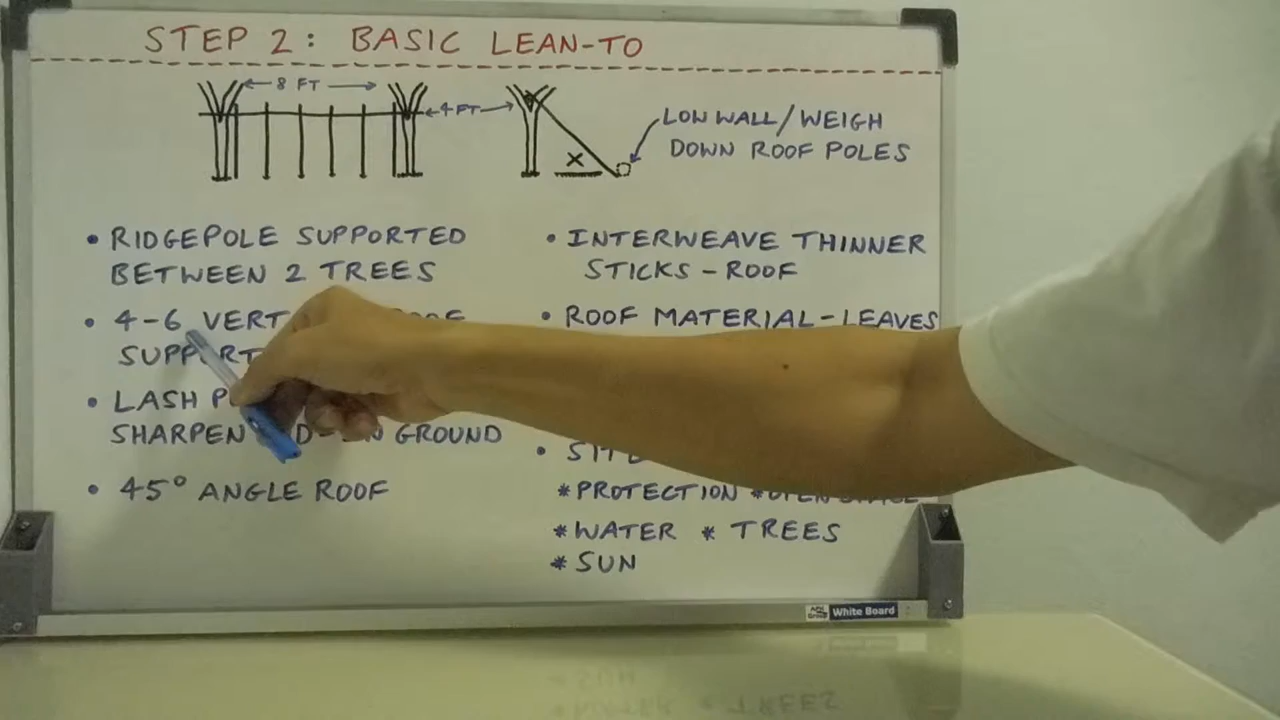 STEP 2: BASIC LEAN-TO
8 FT
4 FT
LOW WALL/WEIGH
DOWN ROOF POLES
X
• RIDGEPOLE SUPPORTED
BETWEEN 2 TREES
• 4-6
SUPPORT
• LASH
SHARPEN GROUND
• 45° ANGLE ROOF
• INTERWEAVE THINNER
STICKS - ROOF
• ROOF MATERIAL - LEAVES
•
*PROTECTION *
*WATER * TREES
*SUN
White Board